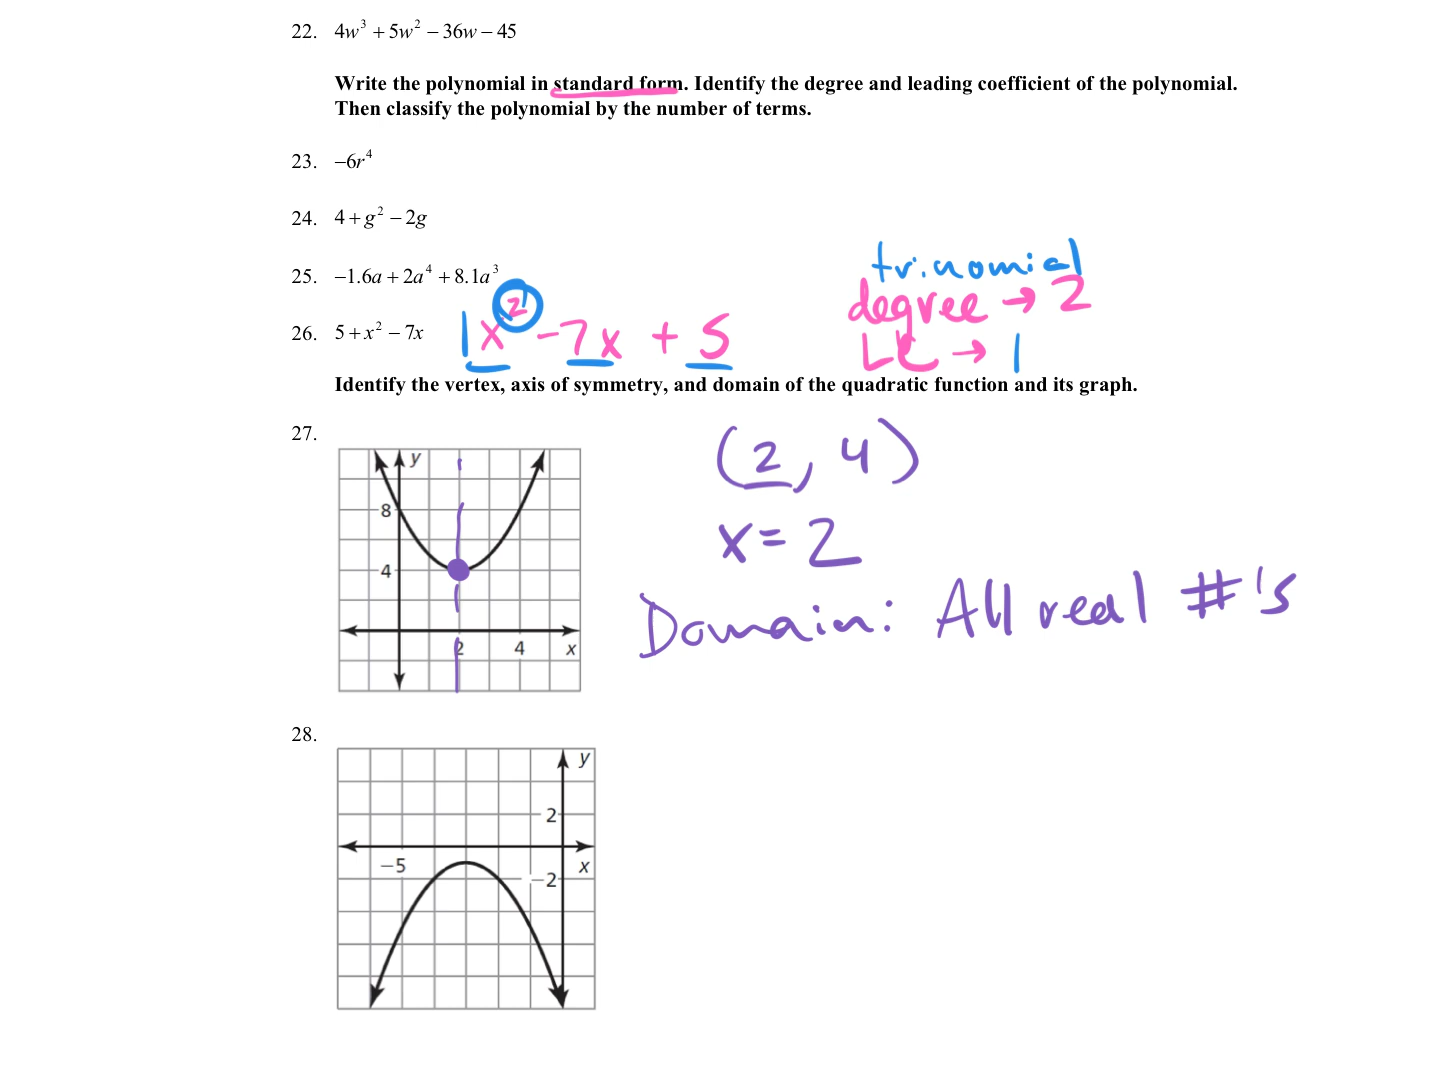 22. 4w³ + 5w² − 36w − 45
Write the polynomial in standard form. Identify the degree and leading coefficient of the polynomial.
Then classify the polynomial by the number of terms.
23. −6r⁴
24. 4 + g² − 2g
trinomial
25. −1.6a + 2a⁴ + 8.1a³
degree → 2
26. 5 + x² − 7x
1x² − 7x + 5
LC → 1
Identify the vertex, axis of symmetry, and domain of the quadratic function and its graph.
27.
(2, 4)
x = 2
Domain: All real #'s
y
8
4
2 4 x
28.
y
2
−5 x
−2